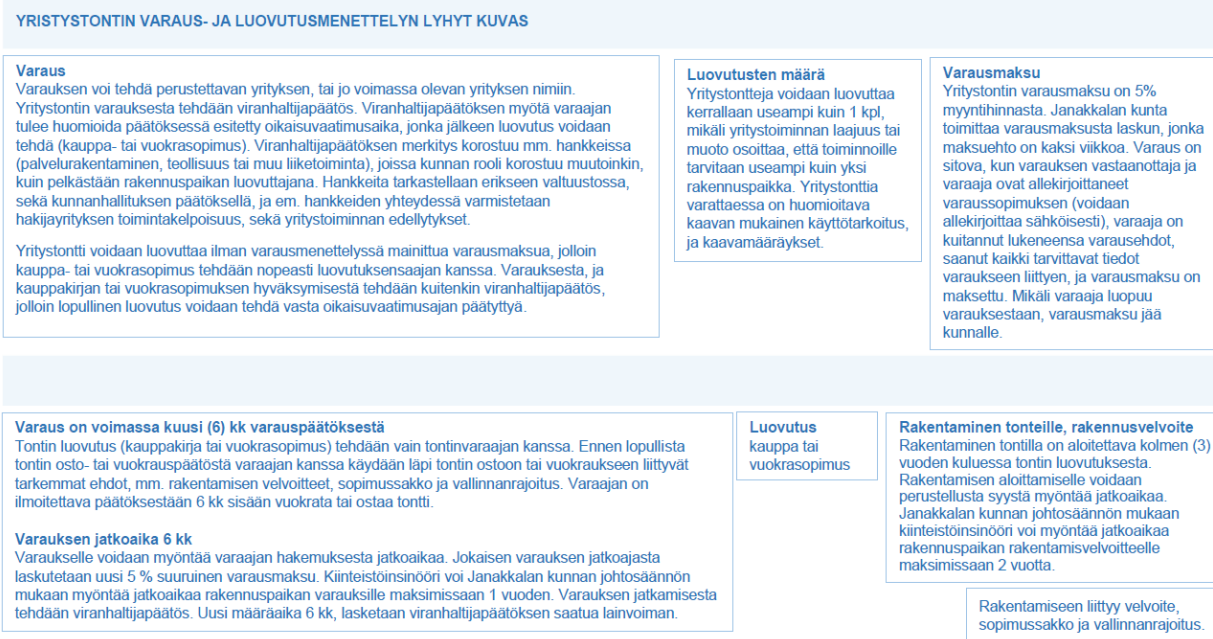 YRISTYSTONTIN VARAUS- JA LUOVUTUSMENETTELYN LYHYT KUVAS
Varaus
Varauksen voi tehdä perustettavan yrityksen, tai jo voimassa olevan yrityksen nimiin.
Yritystontin varauksesta tehdään viranhaltijapäätös. Viranhaltijapäätöksen myötä varaajan
tulee huomioida päätöksessä esitetty oikaisuvaatimusaika, jonka jälkeen luovutus voidaan
tehdä (kauppa- tai vuokrasopimus). Viranhaltijapäätöksen merkitys korostuu mm. hankkeissa
(palvelurakentaminen, teollisuus tai muu liiketoiminta), joissa kunnan rooli korostuu muutoinkin,
kuin pelkästään rakennuspaikan luovuttajana. Hankkeita tarkastellaan erikseen valtuustossa,
sekä kunnanhallituksen päätöksellä, ja em. hankkeiden yhteydessä varmistetaan
hakijayrityksen toimintakelpoisuus, sekä yritystoiminnan edellytykset.
Yritystontti voidaan luovuttaa ilman varausmenettelyssä mainittua varausmaksua, jolloin
kauppa- tai vuokrasopimus tehdään nopeasti luovutuksensaajan kanssa. Varauksesta, ja
kauppakirjan tai vuokrasopimuksen hyväksymisestä tehdään kuitenkin viranhaltijapäätös,
jolloin lopullinen luovutus voidaan tehdä vasta oikaisuvaatimusajan päätyttyä.
Luovutusten määrä
Yritystontteja voidaan luovuttaa
kerrallaan useampi kuin 1 kpl,
mikäli yritystoiminnan laajuus tai
muoto osoittaa, että toiminnoille
tarvitaan useampi kuin yksi
rakennuspaikka. Yritystonttia
varattaessa on huomioitava
kaavan mukainen käyttötarkoitus,
ja kaavamääräykset.
Varausmaksu
Yritystontin varausmaksu on 5%
myyntihinnasta. Janakkalan kunta
toimittaa varausmaksusta laskun, jonka
maksuehto on kaksi viikkoa. Varaus on
sitova, kun varauksen vastaanottaja ja
varaaja ovat allekirjoittaneet
varaussopimuksen (voidaan
allekirjoittaa sähköisesti), varaaja on
kuitannut lukeneensa varausehdot,
saanut kaikki tarvittavat tiedot
varaukseen liittyen, ja varausmaksu on
maksettu. Mikäli varaaja luopuu
varauksestaan, varausmaksu jää
kunnalle.
Varaus on voimassa kuusi (6) kk varauspäätöksestä
Tontin luovutus (kauppakirja tai vuokrasopimus) tehdään vain tontinvaraajan kanssa. Ennen lopullista
tontin osto- tai vuokrauspäätöstä varaajan kanssa käydään läpi tontin ostoon tai vuokraukseen liittyvät
tarkemmat ehdot, mm. rakentamisen velvoitteet, sopimussakko ja vallinnanrajoitus. Varaajan on
ilmoitettava päätöksestään 6 kk sisään vuokrata tai ostaa tontti.
Varauksen jatkoaika 6 kk
Varaukselle voidaan myöntää varaajan hakemuksesta jatkoaikaa. Jokaisen varauksen jatkoajasta
laskutetaan uusi 5 % suuruinen varausmaksu. Kiinteistöinsinööri voi Janakkalan kunnan johtosäännön
mukaan myöntää jatkoaikaa rakennuspaikan varauksille maksimissaan 1 vuoden. Varauksen jatkamisesta
tehdään viranhaltijapäätös. Uusi määräaika 6 kk, lasketaan viranhaltijapäätöksen saatua lainvoiman.
Luovutus
kauppa tai
vuokrasopimus
Rakentaminen tonteille, rakennusvelvoite
Rakentaminen tontilla on aloitettava kolmen (3)
vuoden kuluessa tontin luovutuksesta.
Rakentamisen aloittamiselle voidaan
perustellusta syystä myöntää jatkoaikaa.
Janakkalan kunnan johtosäännön mukaan
kiinteistöinsinööri voi myöntää jatkoaikaa
rakennuspaikan rakentamisvelvoitteelle
maksimissaan 2 vuotta.
Rakentamiseen liittyy velvoite,
sopimussakko ja vallinnanrajoitus.